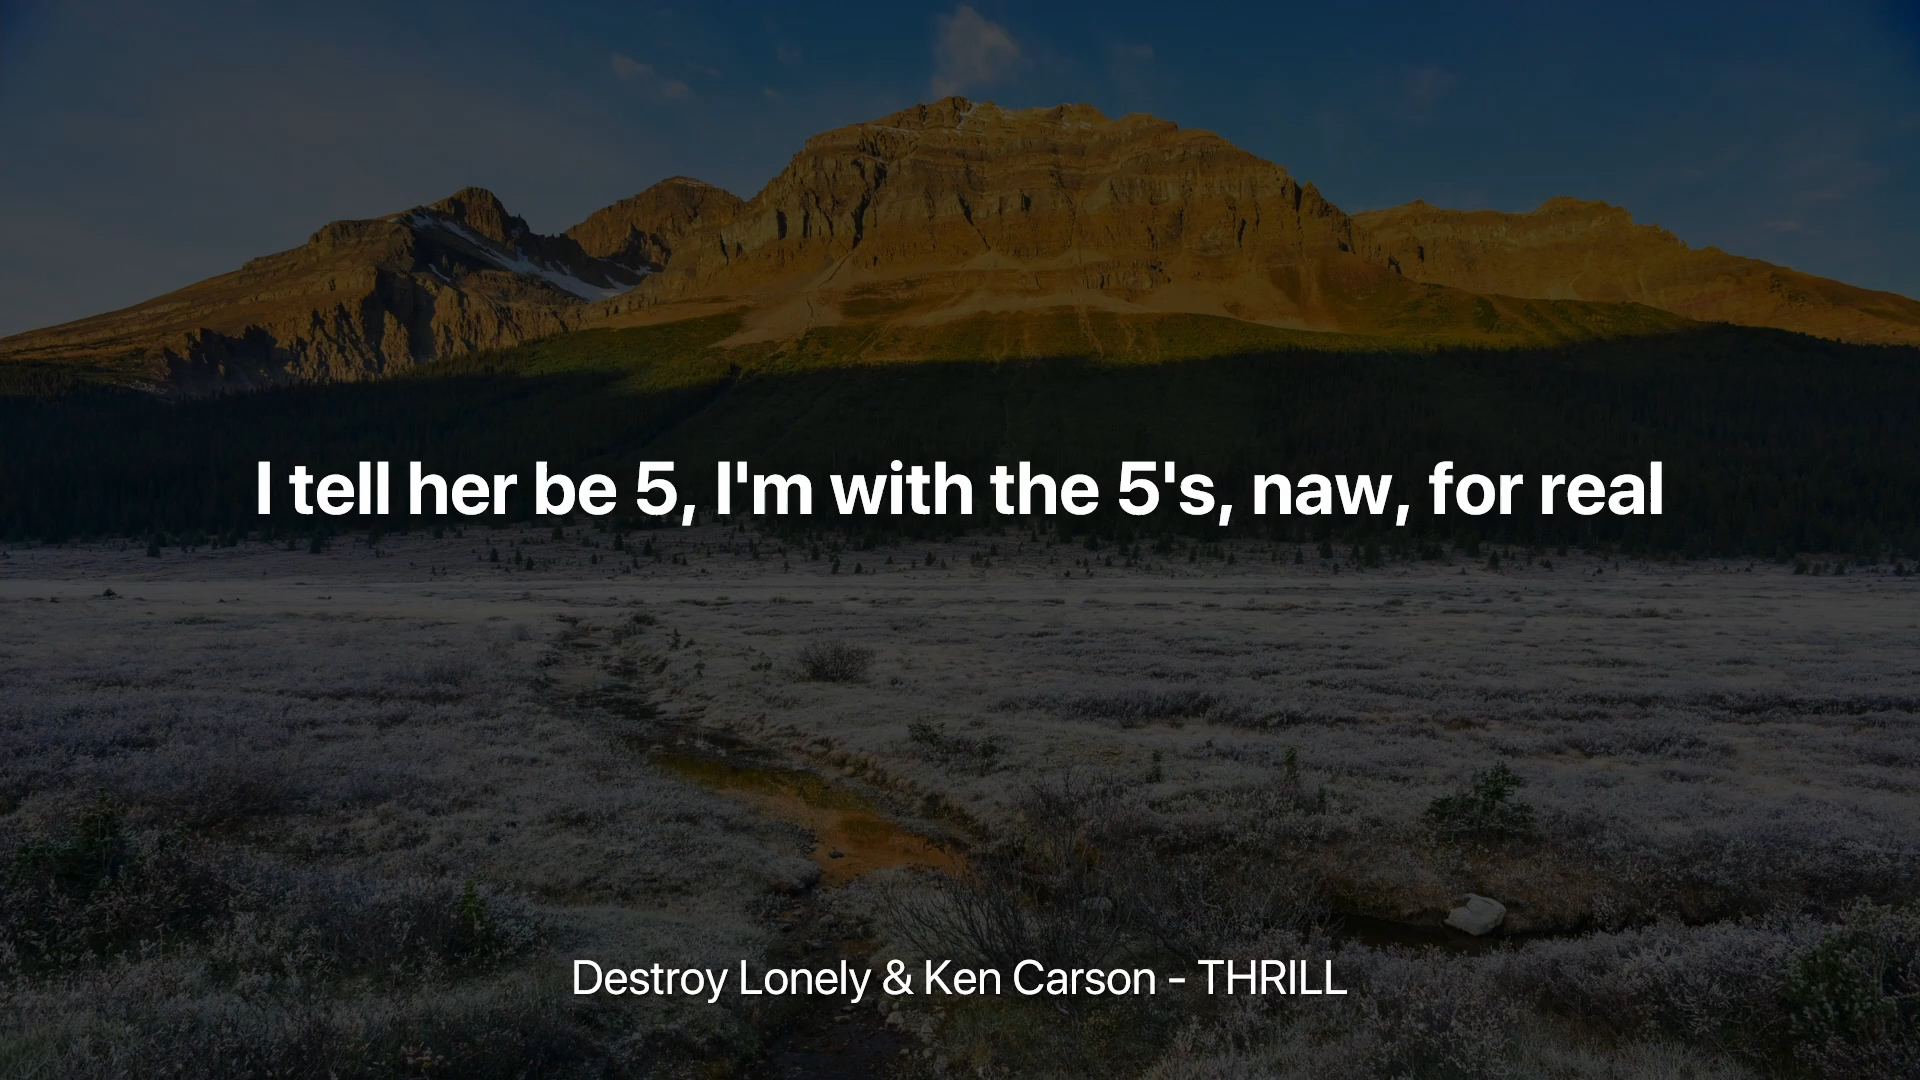 I tell her be 5, I'm with the 5's, naw, for real
Destroy Lonely & Ken Carson - THRILL